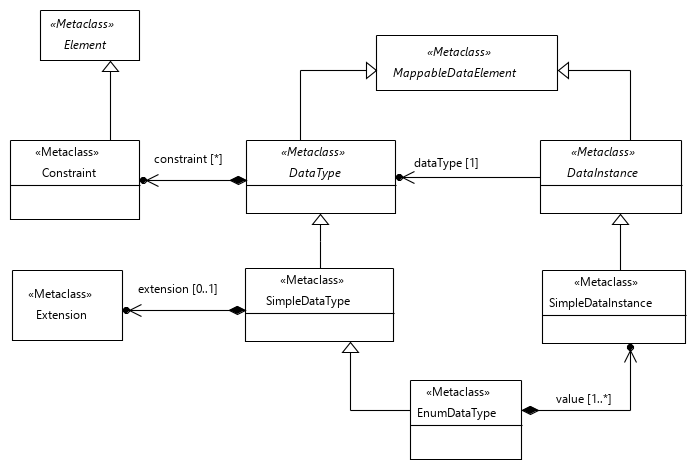 «Metaclass»
Element
«Metaclass»
MappableDataElement
«Metaclass»
Constraint
constraint [*]
«Metaclass»
DataType
dataType [1]
«Metaclass»
DataInstance
«Metaclass»
Extension
extension [0..1]
«Metaclass»
SimpleDataType
«Metaclass»
SimpleDataInstance
«Metaclass»
EnumDataType
value [1..*]